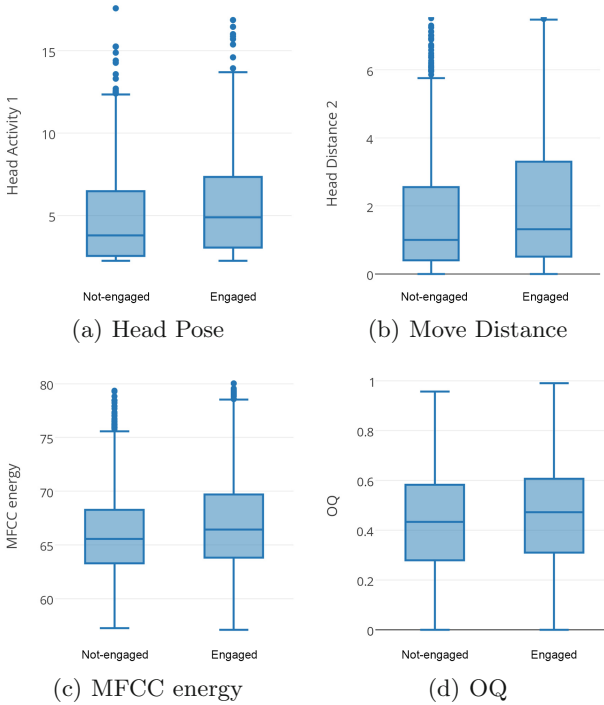 Head Activity 1
15
10
5
Not-engaged
Engaged
(a) Head Pose
Head Distance 2
6
4
2
0
Not-engaged
Engaged
(b) Move Distance
MFCC energy
80
75
70
65
60
Not-engaged
Engaged
(c) MFCC energy
OQ
1
0.8
0.6
0.4
0.2
0
Not-engaged
Engaged
(d) OQ